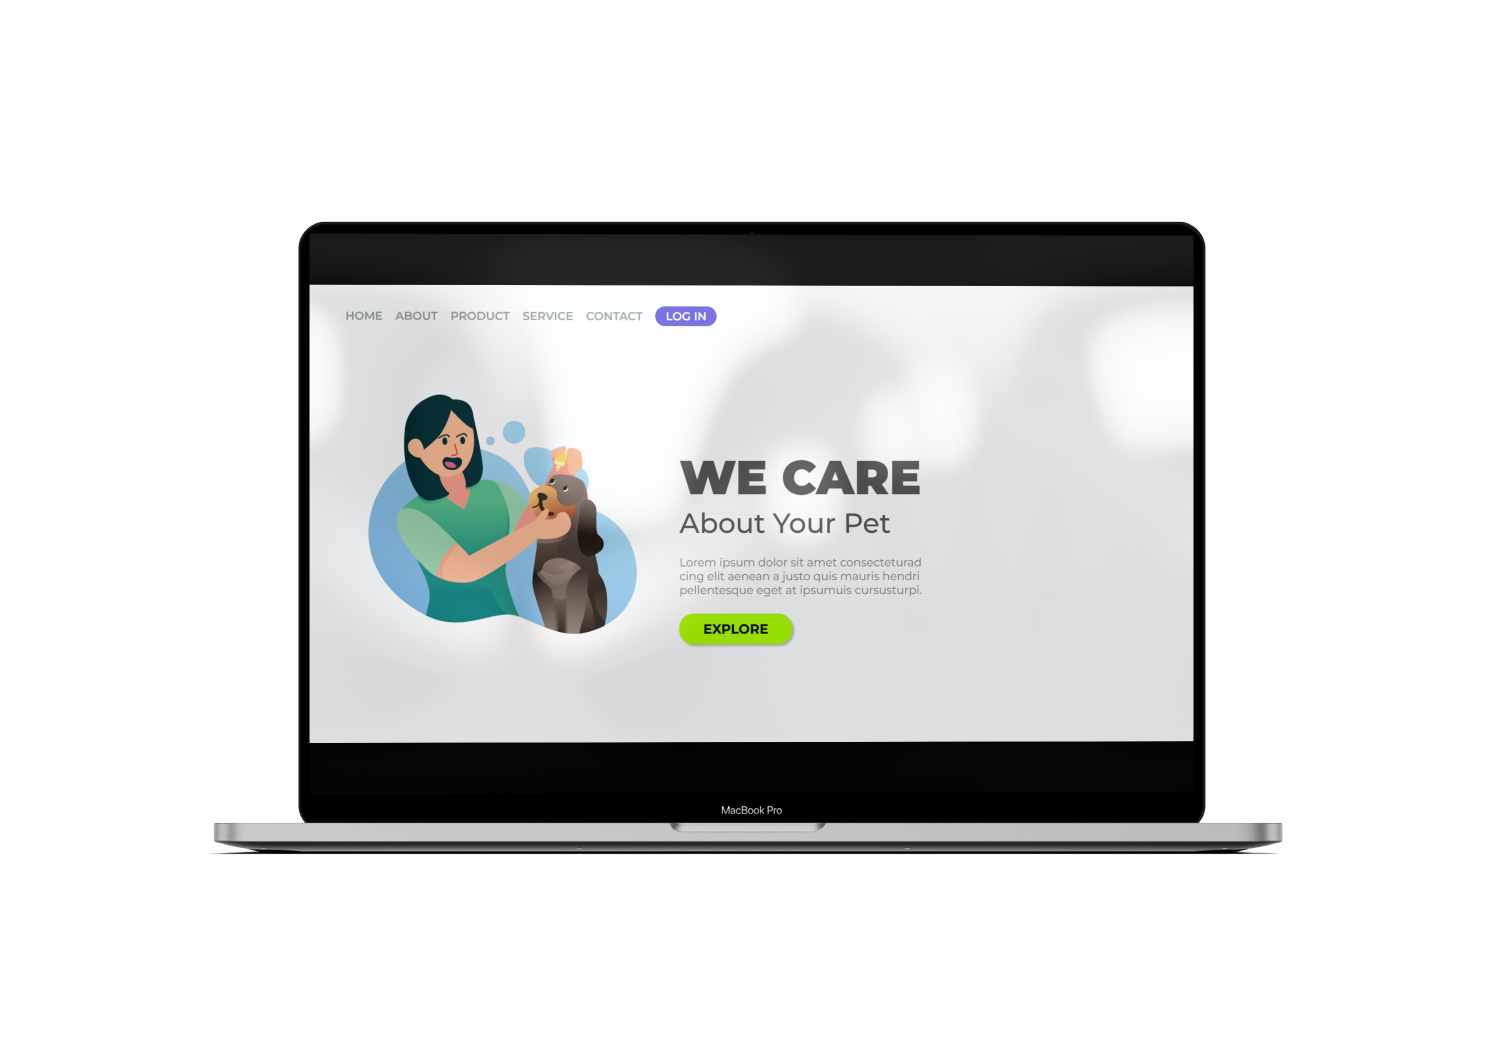 HOME ABOUT PRODUCT SERVICE CONTACT LOG IN
WE CARE
About Your Pet
Lorem ipsum dolor sit amet consecteturad
cing elit aenean a justo quis mauris hendri
pellentesque eget at ipsumuis cursusturpi.
EXPLORE
MacBook Pro